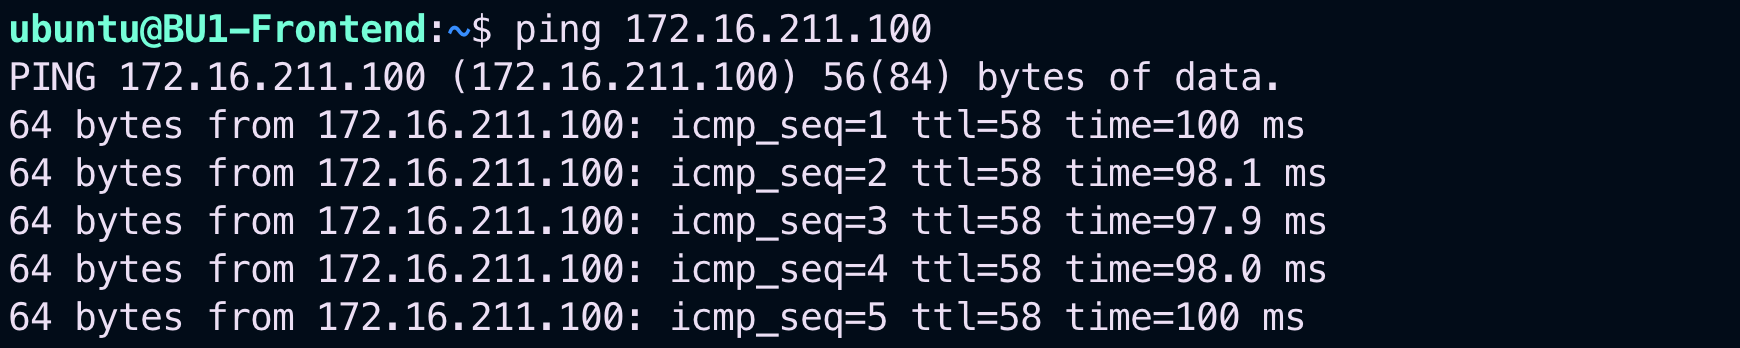 ubuntu@BU1-Frontend:~$ ping 172.16.211.100
PING 172.16.211.100 (172.16.211.100) 56(84) bytes of data.
64 bytes from 172.16.211.100: icmp_seq=1 ttl=58 time=100 ms
64 bytes from 172.16.211.100: icmp_seq=2 ttl=58 time=98.1 ms
64 bytes from 172.16.211.100: icmp_seq=3 ttl=58 time=97.9 ms
64 bytes from 172.16.211.100: icmp_seq=4 ttl=58 time=98.0 ms
64 bytes from 172.16.211.100: icmp_seq=5 ttl=58 time=100 ms